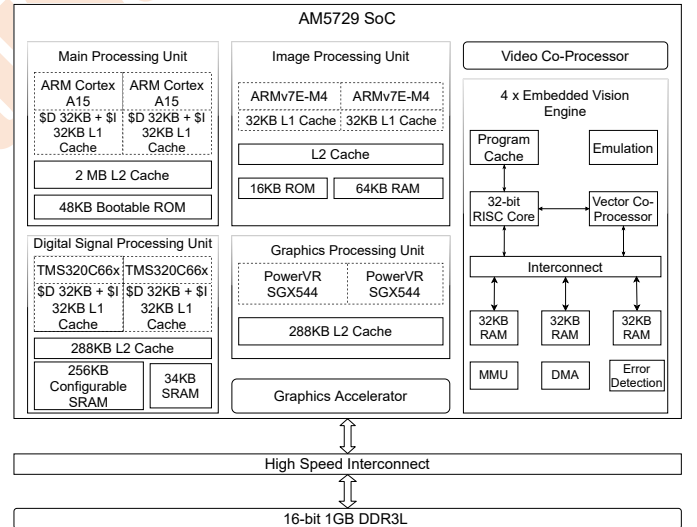 AM5729 SoC
Main Processing Unit
ARM Cortex
A15
ARM Cortex
A15
$D 32KB + $I
32KB L1
Cache
$D 32KB + $I
32KB L1
Cache
2 MB L2 Cache
48KB Bootable ROM
Image Processing Unit
ARMv7E-M4
ARMv7E-M4
32KB L1 Cache
32KB L1 Cache
L2 Cache
16KB ROM
64KB RAM
Video Co-Processor
4 x Embedded Vision
Engine
Program
Cache
Emulation
32-bit
RISC Core
Vector Co-
Processor
Interconnect
32KB
RAM
32KB
RAM
32KB
RAM
MMU
DMA
Error
Detection
Digital Signal Processing Unit
TMS320C66x
TMS320C66x
$D 32KB + $I
32KB L1
Cache
$D 32KB + $I
32KB L1
Cache
288KB L2 Cache
256KB
Configurable
SRAM
34KB
SRAM
Graphics Processing Unit
PowerVR
SGX544
PowerVR
SGX544
288KB L2 Cache
Graphics Accelerator
High Speed Interconnect
16-bit 1GB DDR3L